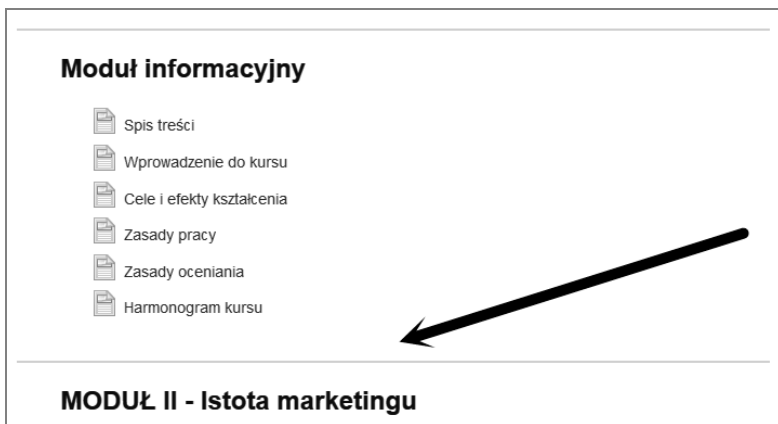 Moduł informacyjny
Spis treści
Wprowadzenie do kursu
Cele i efekty kształcenia
Zasady pracy
Zasady oceniania
Harmonogram kursu
MODUŁ II - Istota marketingu